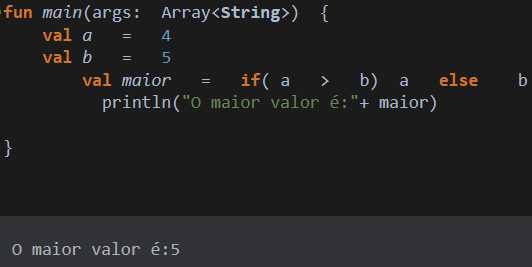 fun main(args: Array<String>) {
val a = 4
val b = 5
val maior = if( a > b) a else b
println("O maior valor é:"+ maior)
}
O maior valor é:5